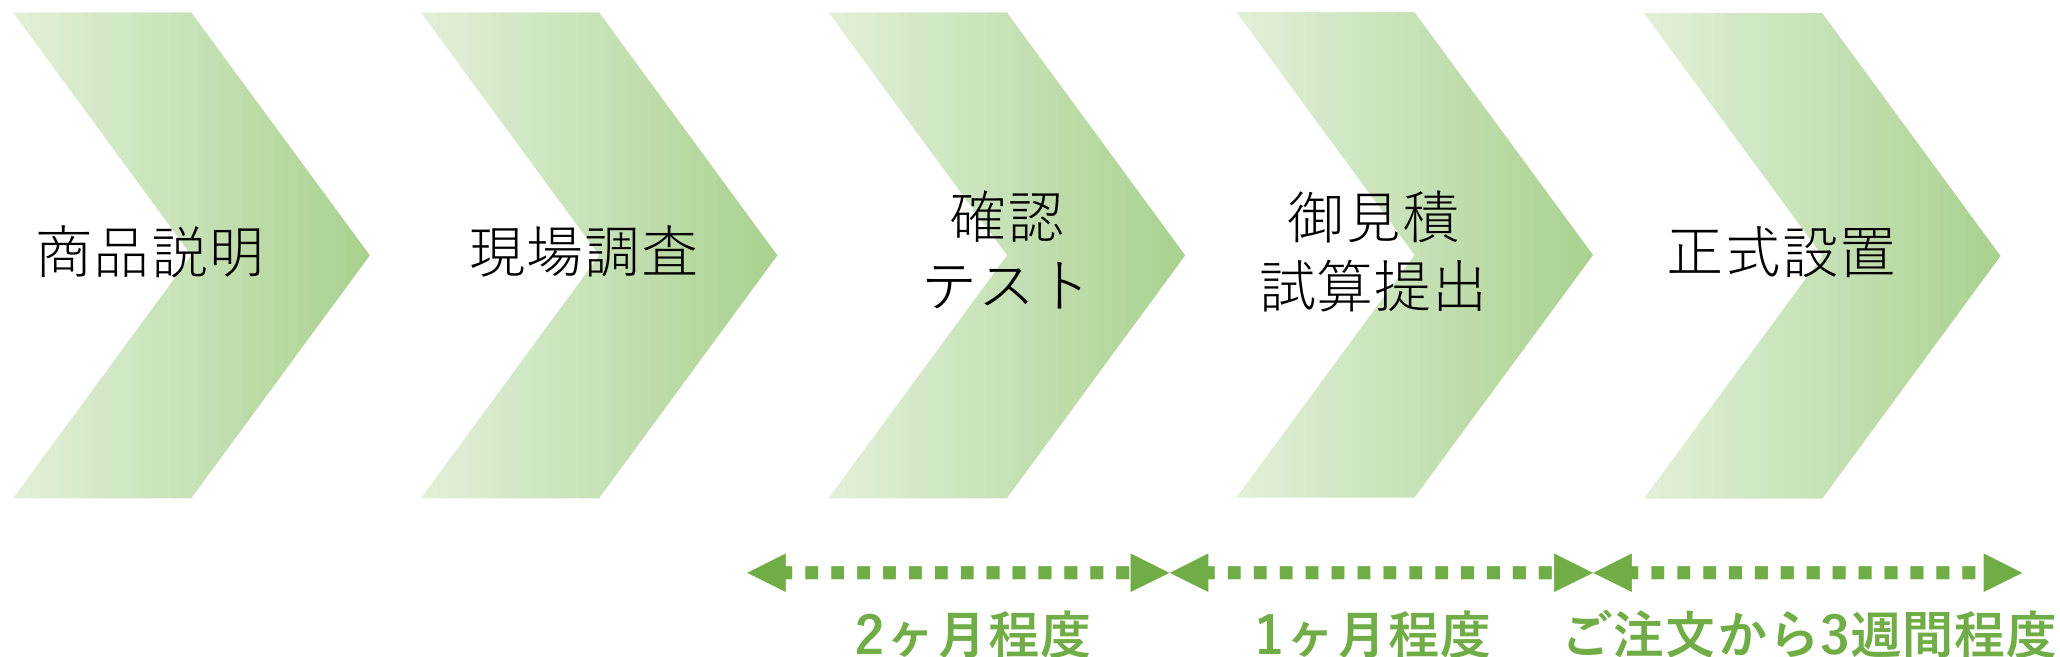 商品説明
現場調査
確認
テスト
御見積
試算提出
正式設置
2ヶ月程度
1ヶ月程度
ご注文から3週間程度